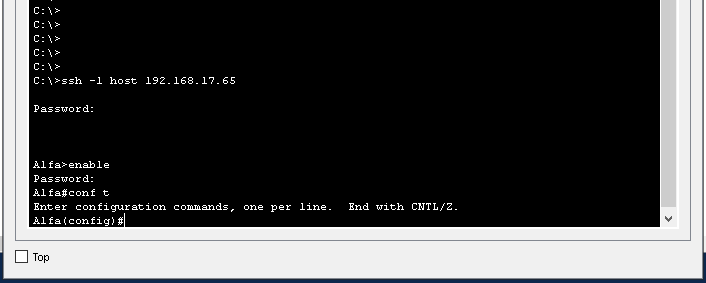 C:\>
C:\>
C:\>
C:\>
C:\>
C:\>ssh -l host 192.168.17.65
Password:
Alfa>enable
Password:
Alfa#conf t
Enter configuration commands, one per line.  End with CNTL/Z.
Alfa(config)#
Top